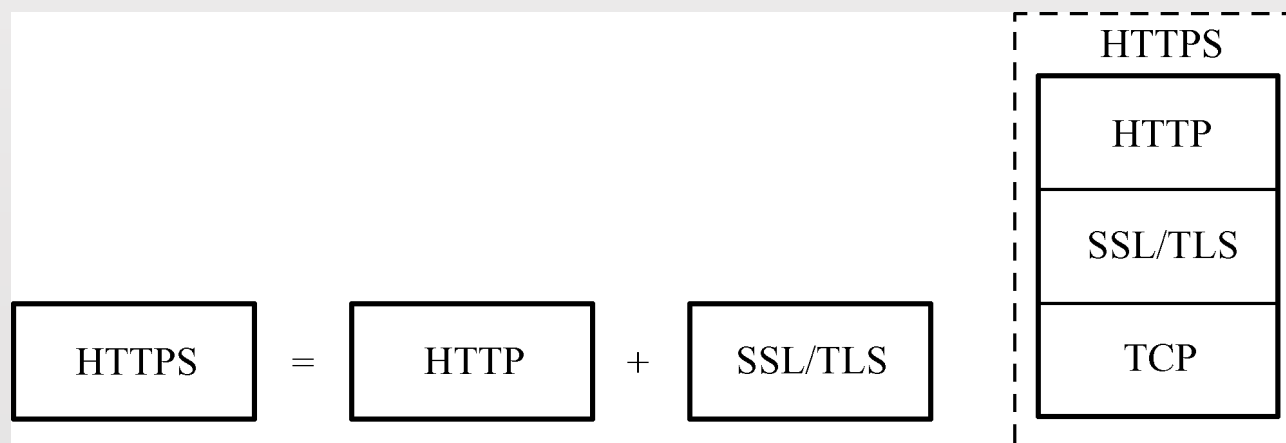 HTTPS = HTTP + SSL/TLS
HTTPS
HTTP
SSL/TLS
TCP